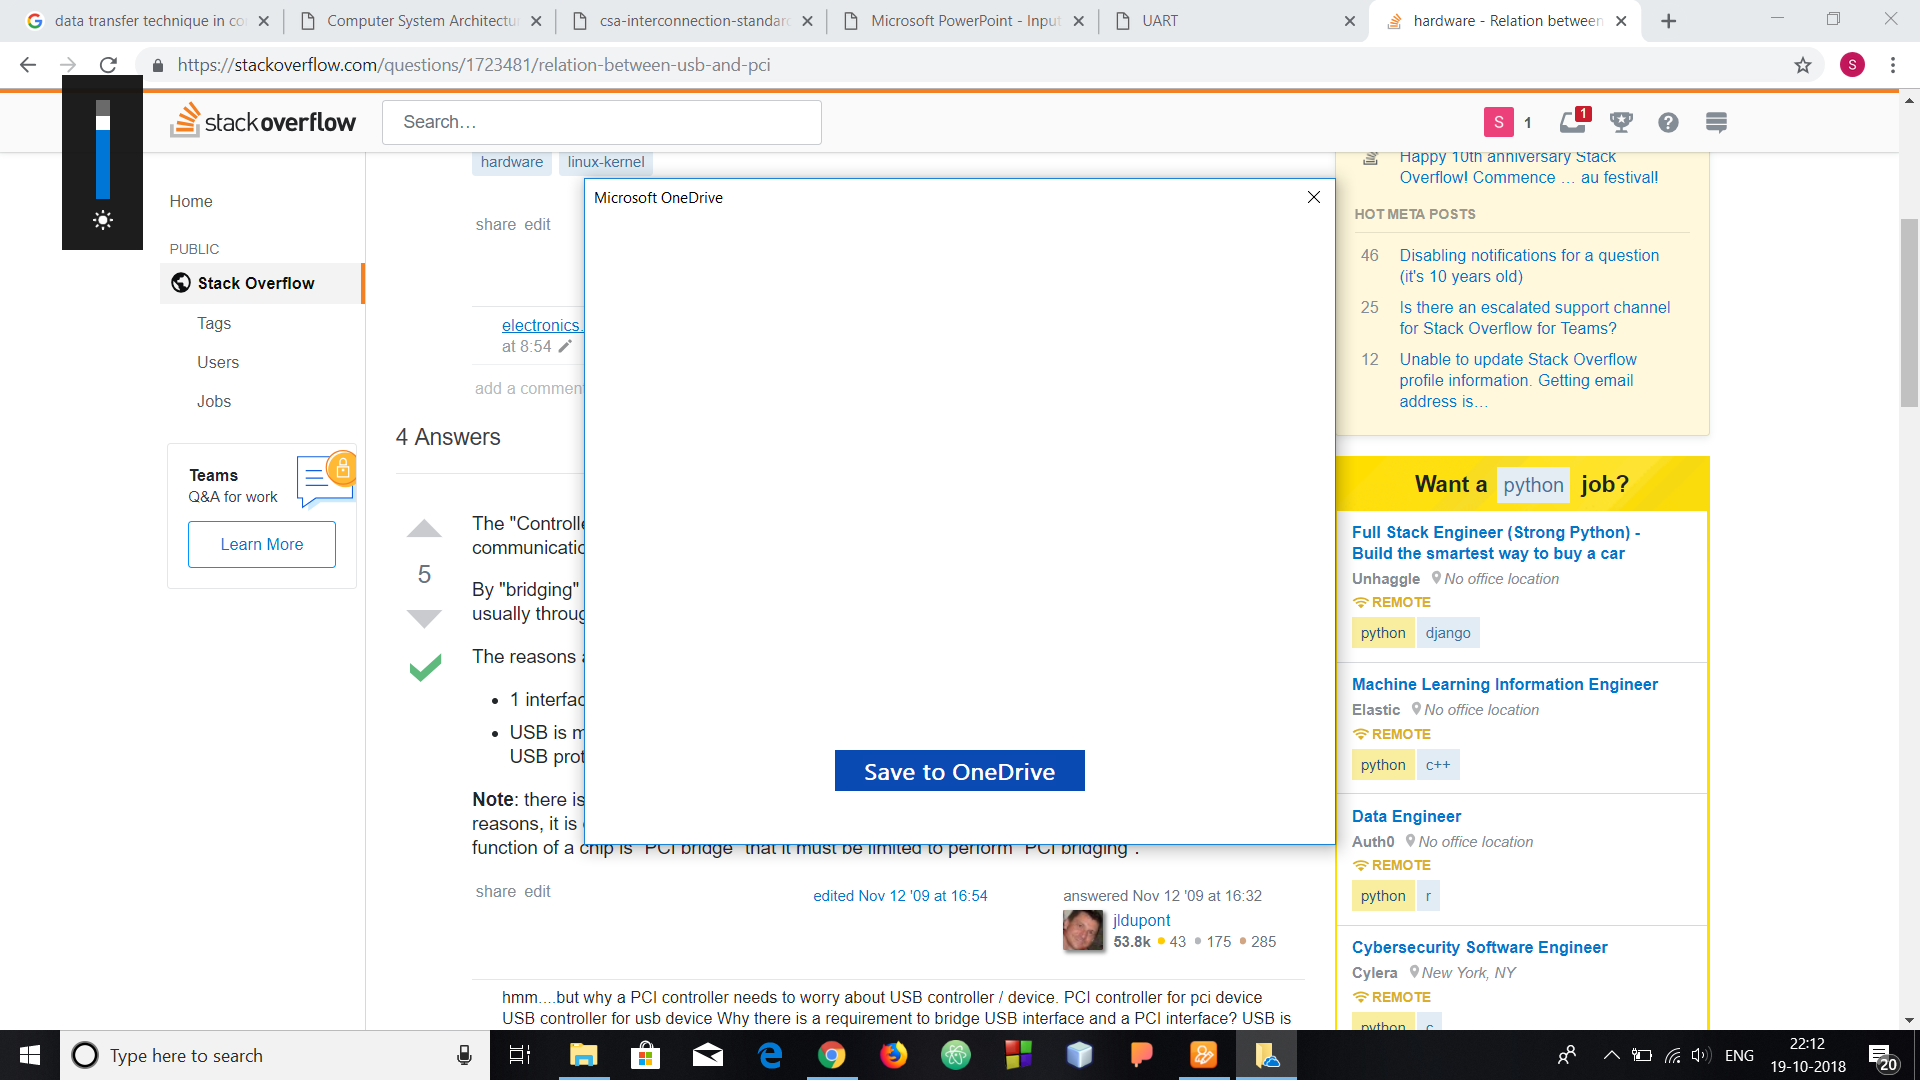 data transfer technique in co
Computer System Architectu
csa-interconnection-standard
Microsoft PowerPoint - Input
UART
hardware - Relation between
https://stackoverflow.com/questions/1723481/relation-between-usb-and-pci
S
stackoverflow
Search...
S 1
1
Home
PUBLIC
Stack Overflow
Tags
Users
Jobs
Teams
Q&A for work
Learn More
hardware linux-kernel
share edit
electronics.
at 8:54
add a commen
4 Answers
5
The "Controlle
communicatio
By "bridging"
usually throug
The reasons a
1 interfac
USB is m
USB prot
Note: there is
reasons, it is
function of a chip is "PCI bridge" that it must be limited to perform "PCI bridging".
share edit
edited Nov 12 '09 at 16:54
answered Nov 12 '09 at 16:32
jldupont
53.8k 43 175 285
hmm....but why a PCI controller needs to worry about USB controller / device. PCI controller for pci device
USB controller for usb device Why there is a requirement to bridge USB interface and a PCI interface? USB is
Microsoft OneDrive
Save to OneDrive
Happy 10th anniversary Stack
Overflow! Commence … au festival!
HOT META POSTS
46 Disabling notifications for a question
(it's 10 years old)
25 Is there an escalated support channel
for Stack Overflow for Teams?
12 Unable to update Stack Overflow
profile information. Getting email
address is…
Want a python job?
Full Stack Engineer (Strong Python) -
Build the smartest way to buy a car
Unhaggle No office location
REMOTE
python django
Machine Learning Information Engineer
Elastic No office location
REMOTE
python c++
Data Engineer
Auth0 No office location
REMOTE
python r
Cybersecurity Software Engineer
Cylera New York, NY
REMOTE
python c
Type here to search
ENG
22:12
19-10-2018
20